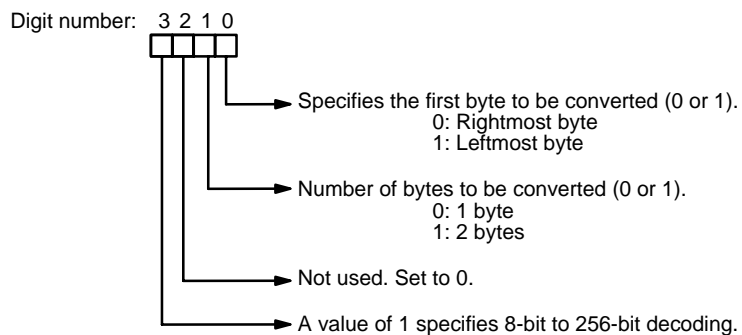 Digit number: 3 2 1 0
Specifies the first byte to be converted (0 or 1).
0: Rightmost byte
1: Leftmost byte
Number of bytes to be converted (0 or 1).
0: 1 byte
1: 2 bytes
Not used. Set to 0.
A value of 1 specifies 8-bit to 256-bit decoding.